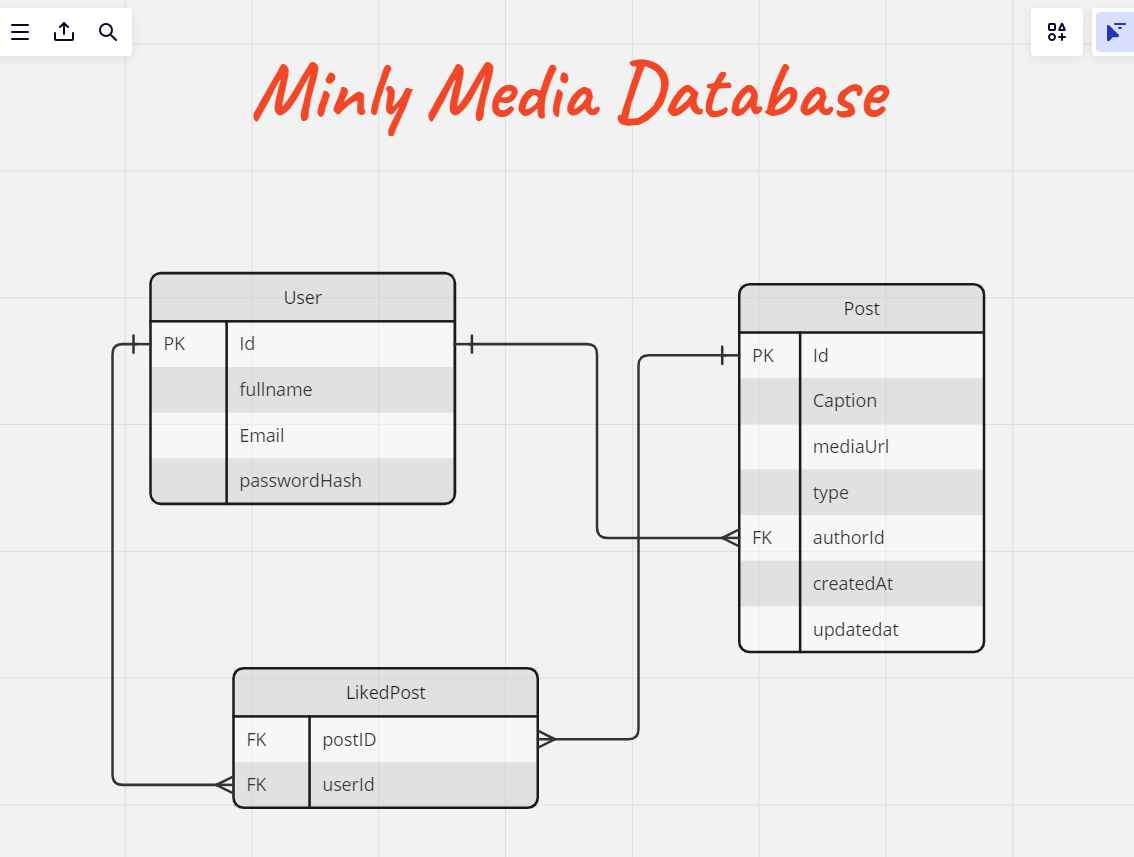 Minly Media Database
User
PK Id
fullname
Email
passwordHash
Post
PK Id
Caption
mediaUrl
type
FK authorId
createdAt
updatedat
LikedPost
FK postID
FK userId